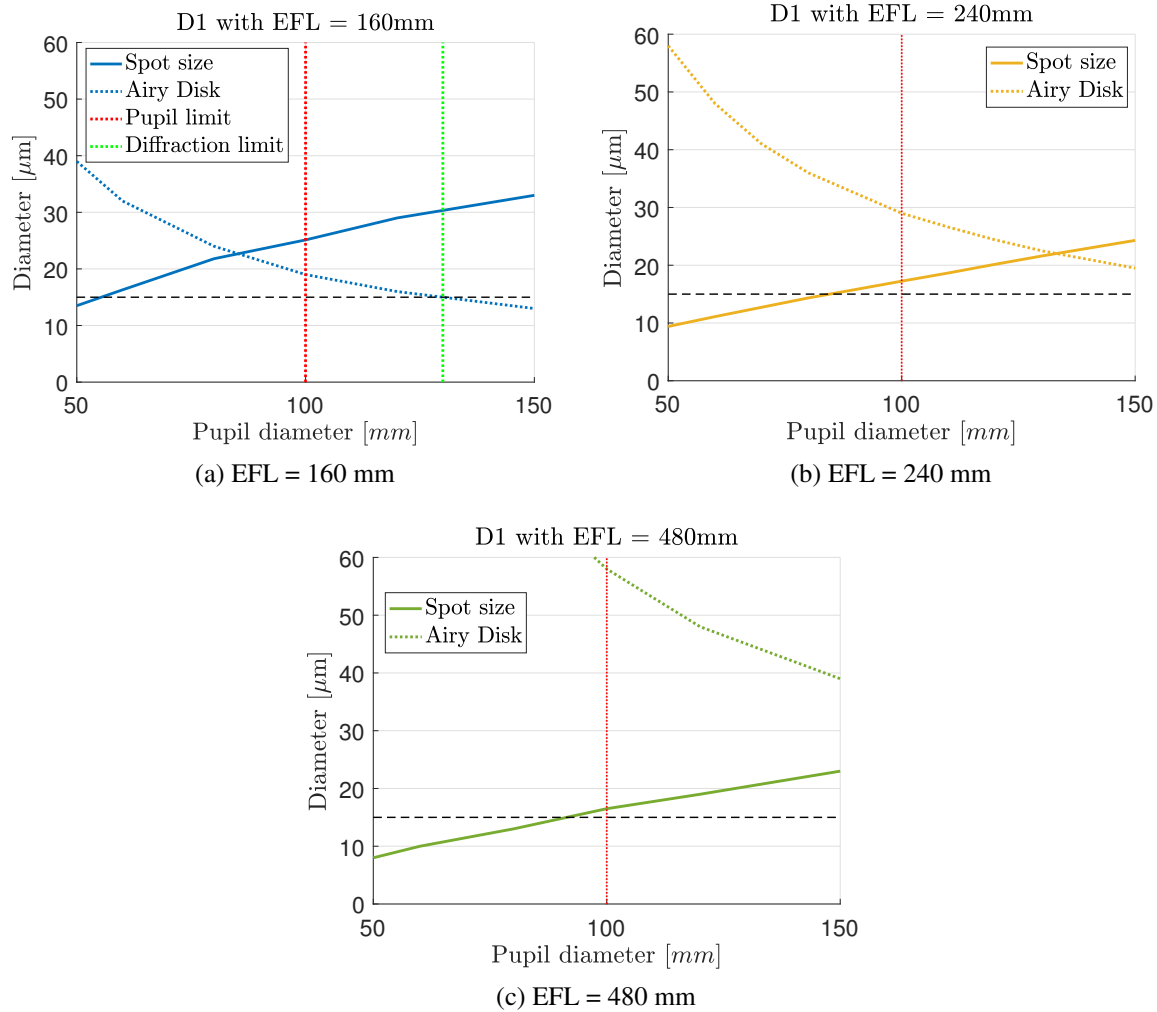 D1 with EFL = 160mm
60
50
40
30
20
10
0
Diameter [μm]
Spot size
Airy Disk
Pupil limit
Diffraction limit
50
100
150
Pupil diameter [mm]
(a) EFL = 160 mm
D1 with EFL = 240mm
60
50
40
30
20
10
0
Diameter [μm]
Spot size
Airy Disk
50
100
150
Pupil diameter [mm]
(b) EFL = 240 mm
D1 with EFL = 480mm
60
50
40
30
20
10
0
Diameter [μm]
Spot size
Airy Disk
50
100
150
Pupil diameter [mm]
(c) EFL = 480 mm